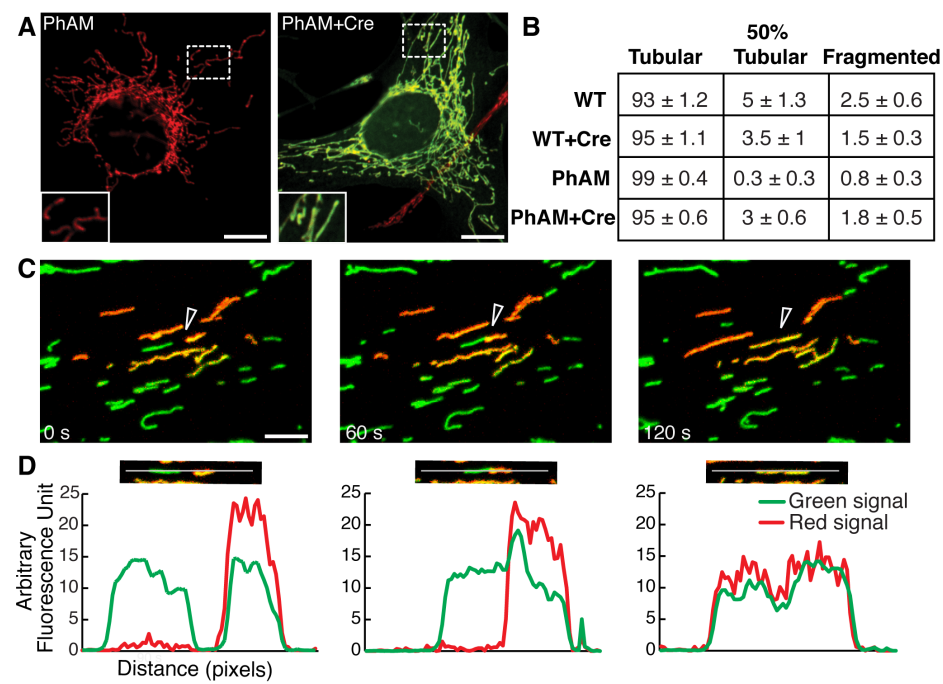 A
PhAM
PhAM+Cre
B
50%
Tubular Tubular Fragmented
WT 93 ± 1.2 5 ± 1.3 2.5 ± 0.6
WT+Cre 95 ± 1.1 3.5 ± 1 1.5 ± 0.3
PhAM 99 ± 0.4 0.3 ± 0.3 0.8 ± 0.3
PhAM+Cre 95 ± 0.6 3 ± 0.6 1.8 ± 0.5
C
0 s
60 s
120 s
D
Arbitrary
Fluorescence Unit
25
20
15
10
5
0
Distance (pixels)
25
20
15
10
5
0
25
20
15
10
5
0
Green signal
Red signal